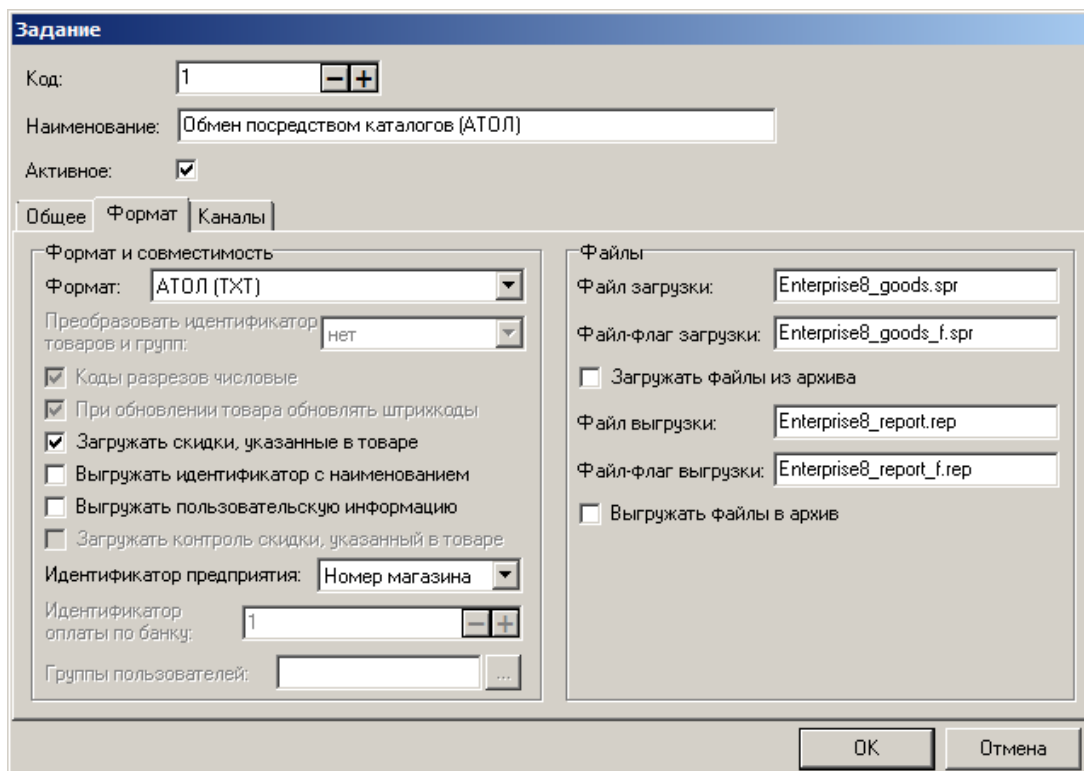 Задание
Код: 1
Наименование: Обмен посредством каталогов (АТОЛ)
Активное:
Общее Формат Каналы
Формат и совместимость
Формат: АТОЛ (TXT)
Преобразовать идентификатор
товаров и групп: нет
Коды разрезов числовые
При обновлении товара обновлять штрихкоды
Загружать скидки, указанные в товаре
Выгружать идентификатор с наименованием
Выгружать пользовательскую информацию
Загружать контроль скидки, указанный в товаре
Идентификатор предприятия: Номер магазина
Идентификатор
оплаты по банку: 1
Группы пользователей: ...
Файлы
Файл загрузки: Enterprise8_goods.spr
Файл-флаг загрузки: Enterprise8_goods_f.spr
Загружать файлы из архива
Файл выгрузки: Enterprise8_report.rep
Файл-флаг выгрузки: Enterprise8_report_f.rep
Выгружать файлы в архив
OK Отмена